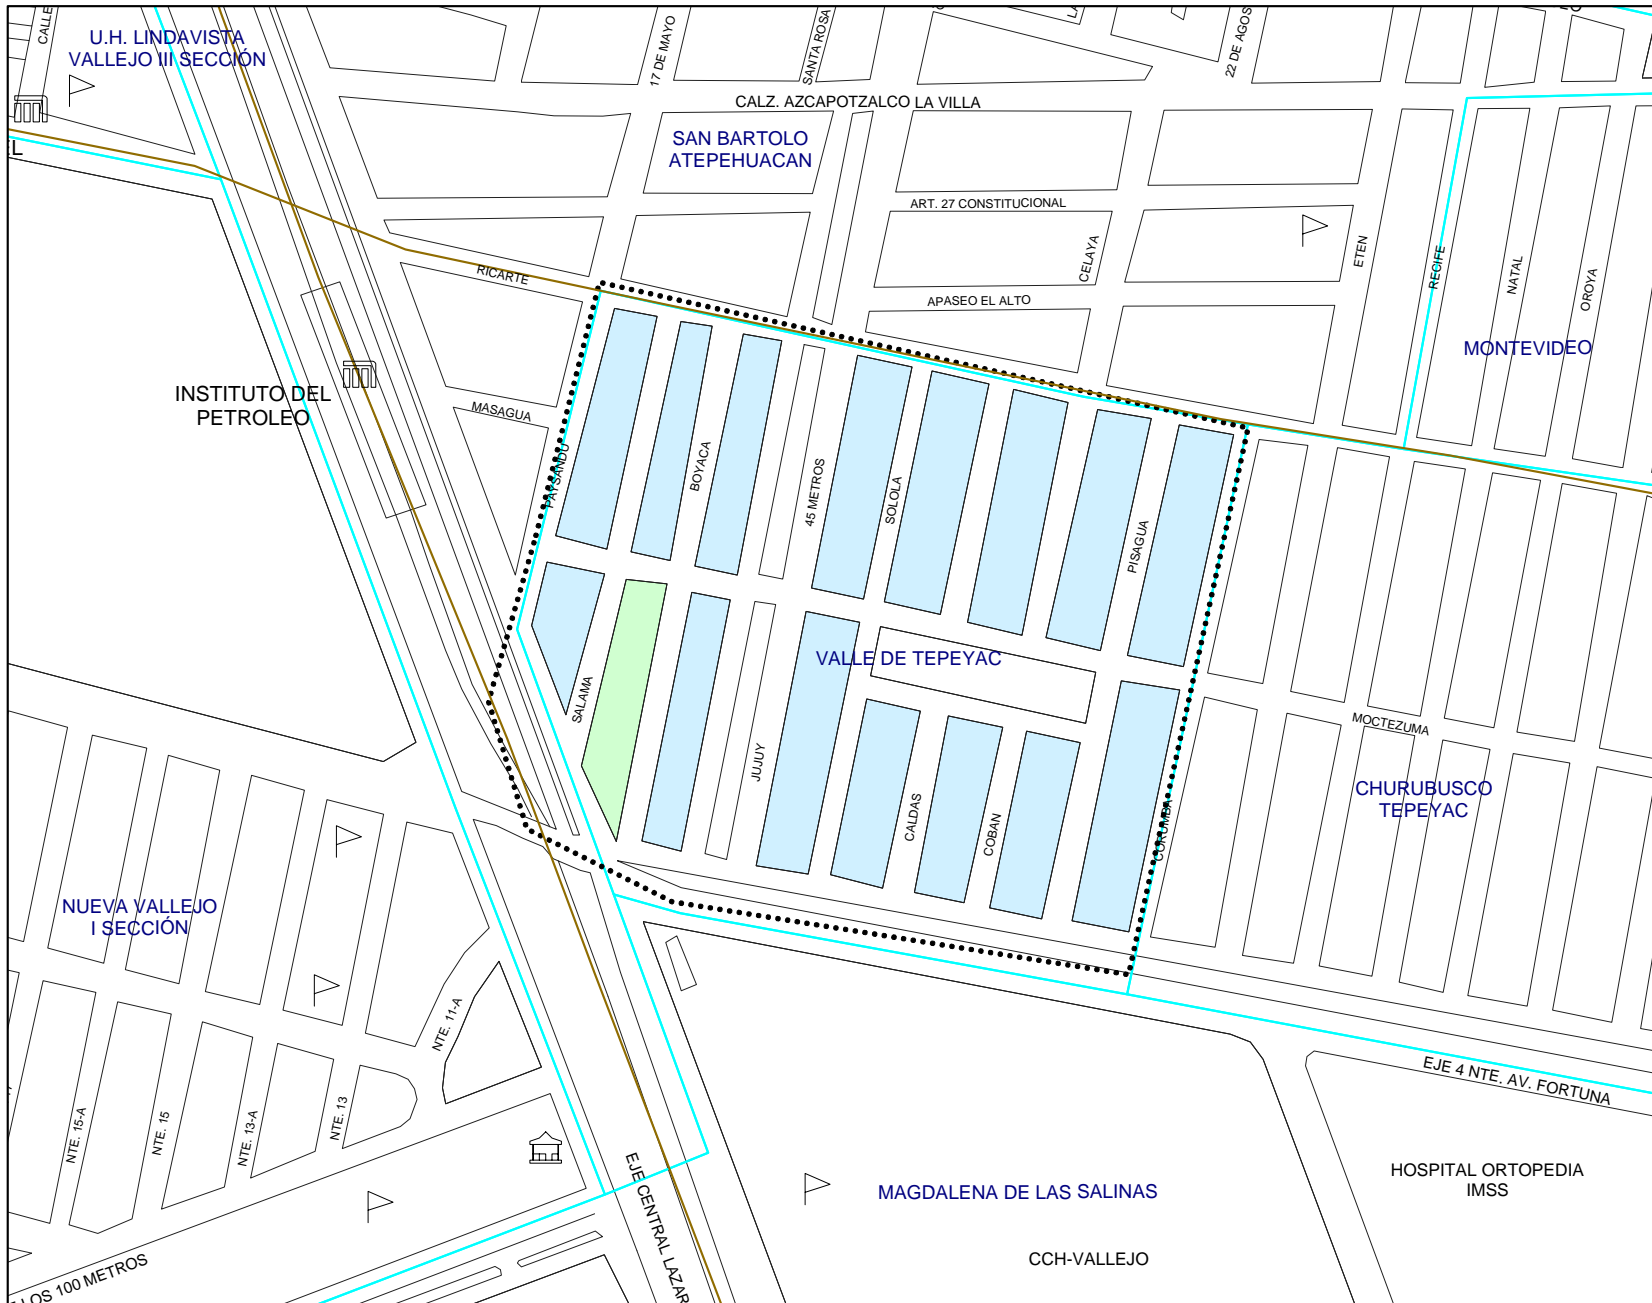 CALLE
U.H. LINDAVISTA
VALLEJO III SECCIÓN
17 DE MAYO
SANTA ROSA
LA
22 DE AGOS
CALZ. AZCAPOTZALCO LA VILLA
SAN BARTOLO
ATEPEHUACAN
EL
ART. 27 CONSTITUCIONAL
CELAYA
ETEN
RECIFE
NATAL
OROYA
RICARTE
APASEO EL ALTO
MONTEVIDEO
INSTITUTO DEL
PETROLEO
MASAGUA
PAYSANDU
BOYACA
45 METROS
SOLOLA
PISAGUA
VALLE DE TEPEYAC
SALAMA
JUJUY
CALDAS
COBAN
CORUMBA
MOCTEZUMA
CHURUBUSCO
TEPEYAC
NUEVA VALLEJO
I SECCIÓN
NTE. 11-A
NTE. 15-A
NTE. 15
NTE. 13-A
NTE. 13
EJE 4 NTE. AV. FORTUNA
EJE CENTRAL LAZAR
MAGDALENA DE LAS SALINAS
HOSPITAL ORTOPEDIA
IMSS
CCH-VALLEJO
LOS 100 METROS